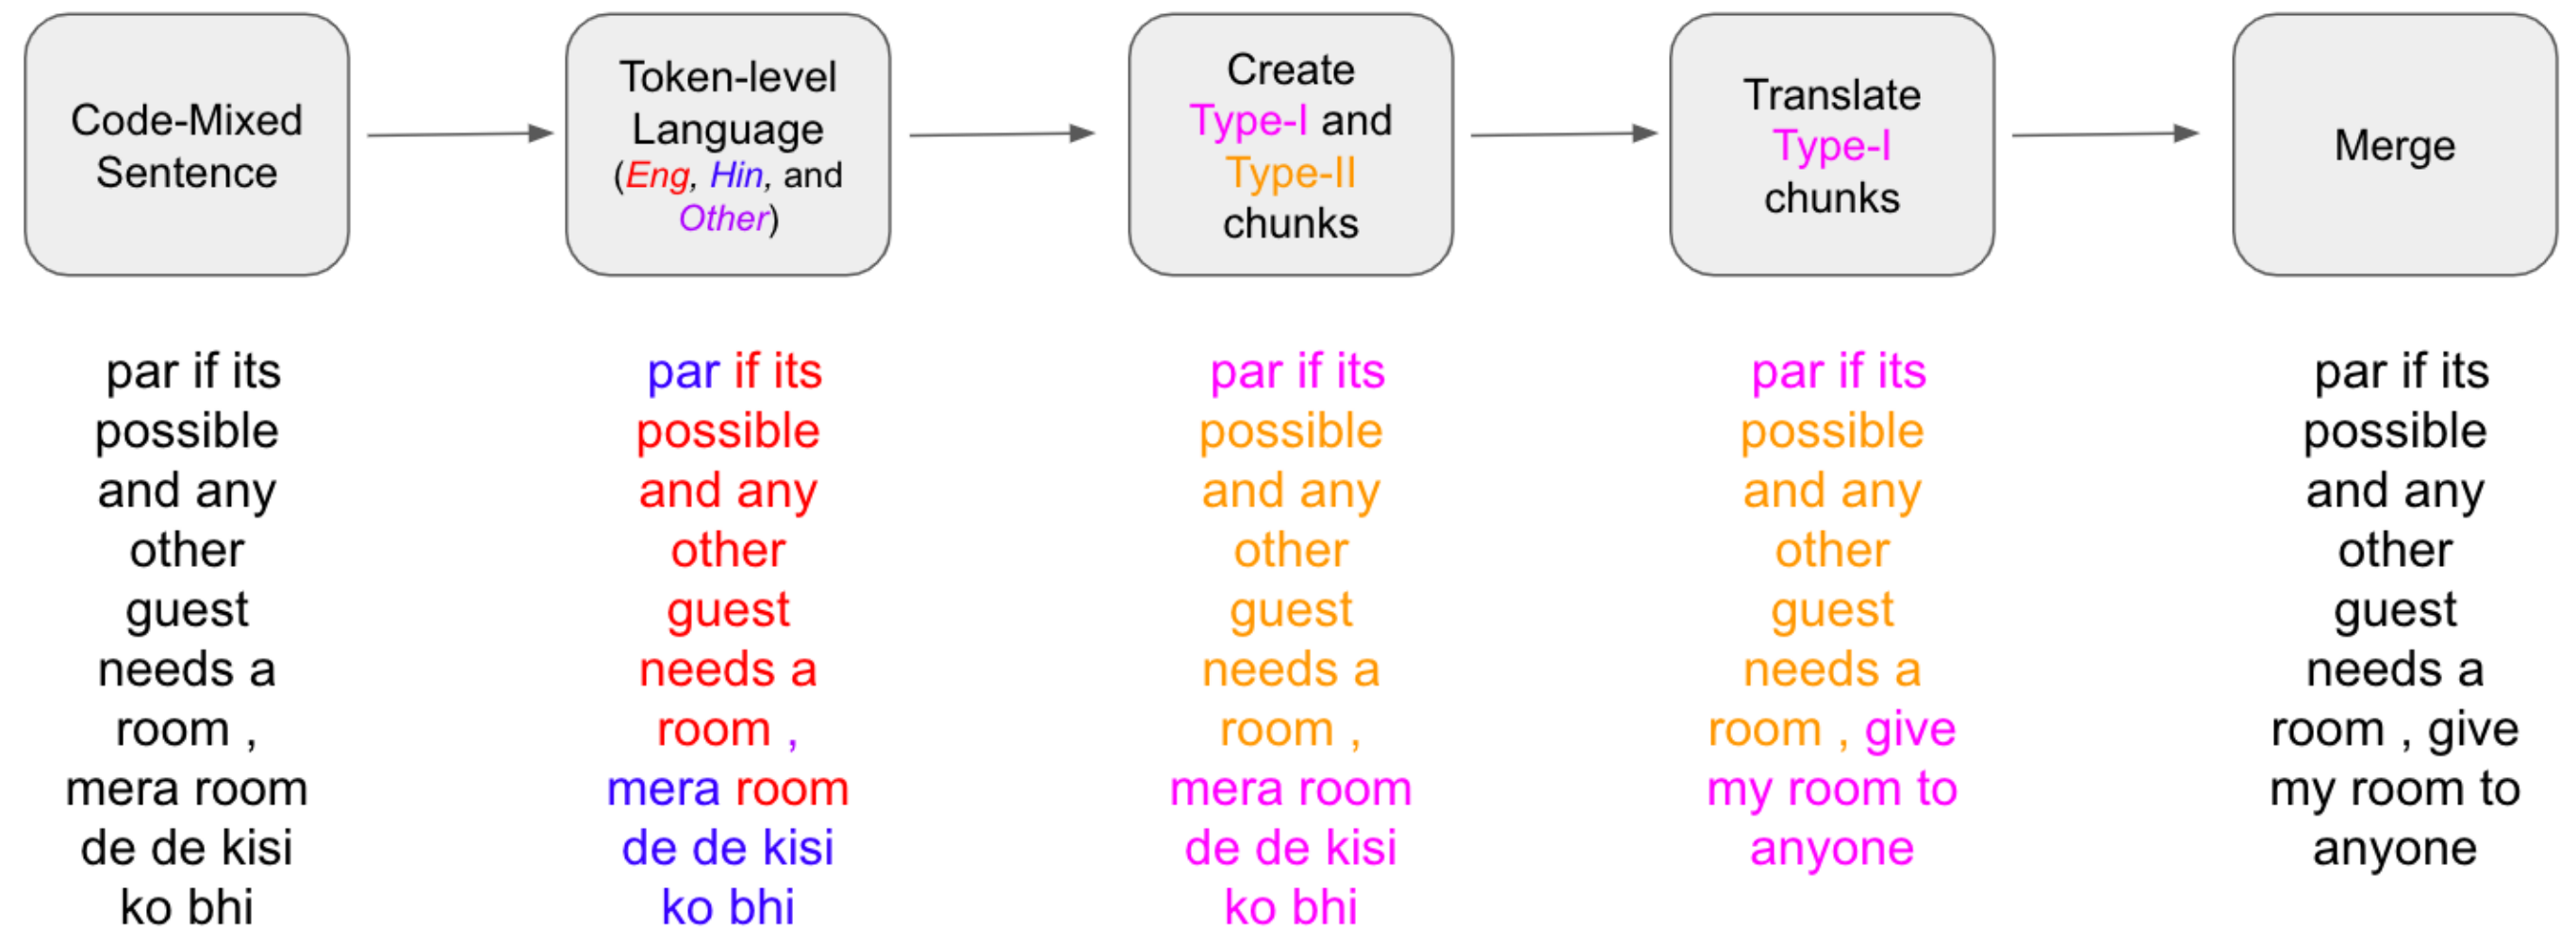 Code-Mixed
Sentence
Token-level
Language
(Eng, Hin, and
Other)
Create
Type-I and
Type-II
chunks
Translate
Type-I
chunks
Merge
par if its
possible
and any
other
guest
needs a
room ,
mera room
de de kisi
ko bhi
par if its
possible
and any
other
guest
needs a
room ,
mera room
de de kisi
ko bhi
par if its
possible
and any
other
guest
needs a
room ,
mera room
de de kisi
ko bhi
par if its
possible
and any
other
guest
needs a
room , give
my room to
anyone
par if its
possible
and any
other
guest
needs a
room , give
my room to
anyone